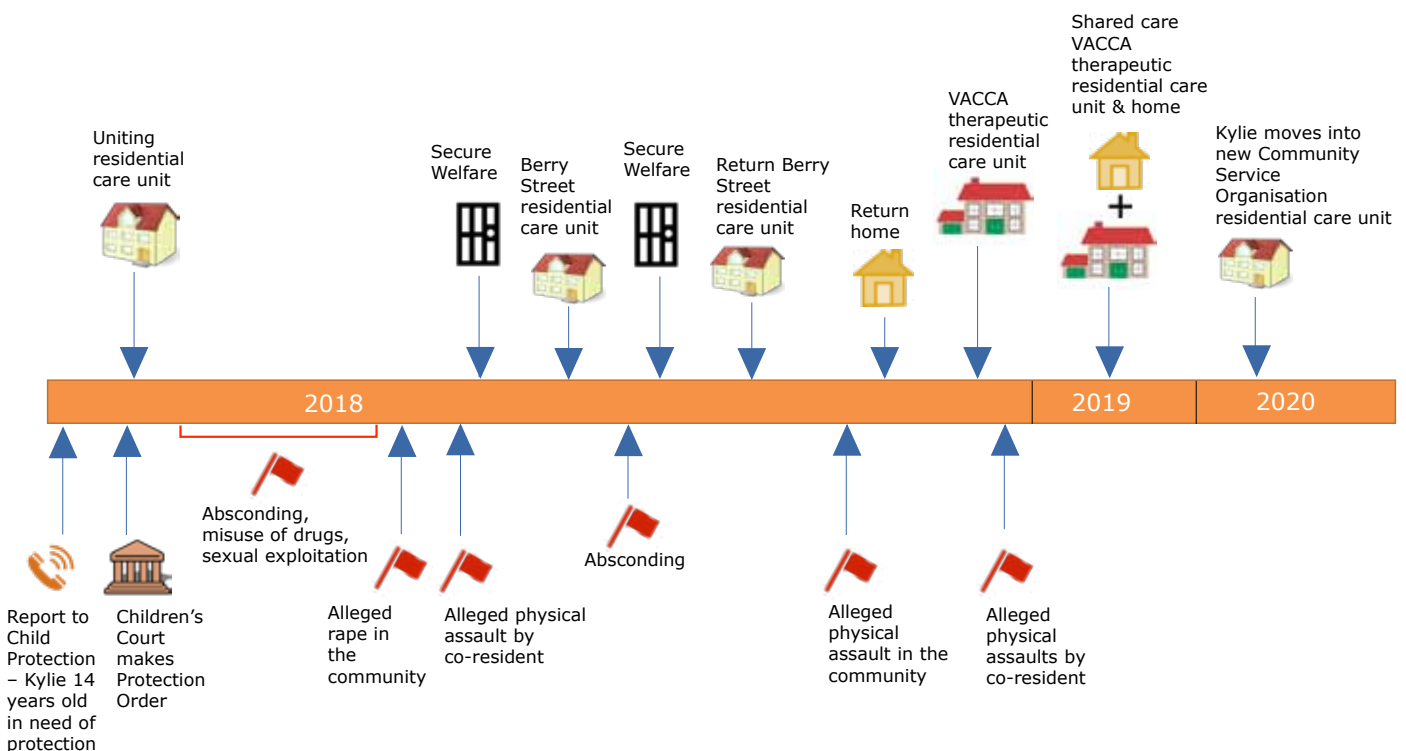 Uniting
residential
care unit
Secure
Welfare
Berry
Street
residential
care unit
Secure
Welfare
Return Berry
Street
residential
care unit
Return
home
VACCA
therapeutic
residential
care unit
Shared care
VACCA
therapeutic
residential care
unit & home
+
Kylie moves into
new Community
Service
Organisation
residential care unit
2018
2019
2020
Report to
Child
Protection
– Kylie 14
years old
in need of
protection
Children’s
Court
makes
Protection
Order
Absconding,
misuse of drugs,
sexual exploitation
Alleged
rape in
the
community
Alleged physical
assault by
co-resident
Absconding
Alleged
physical
assault in the
community
Alleged
physical
assaults by
co-resident